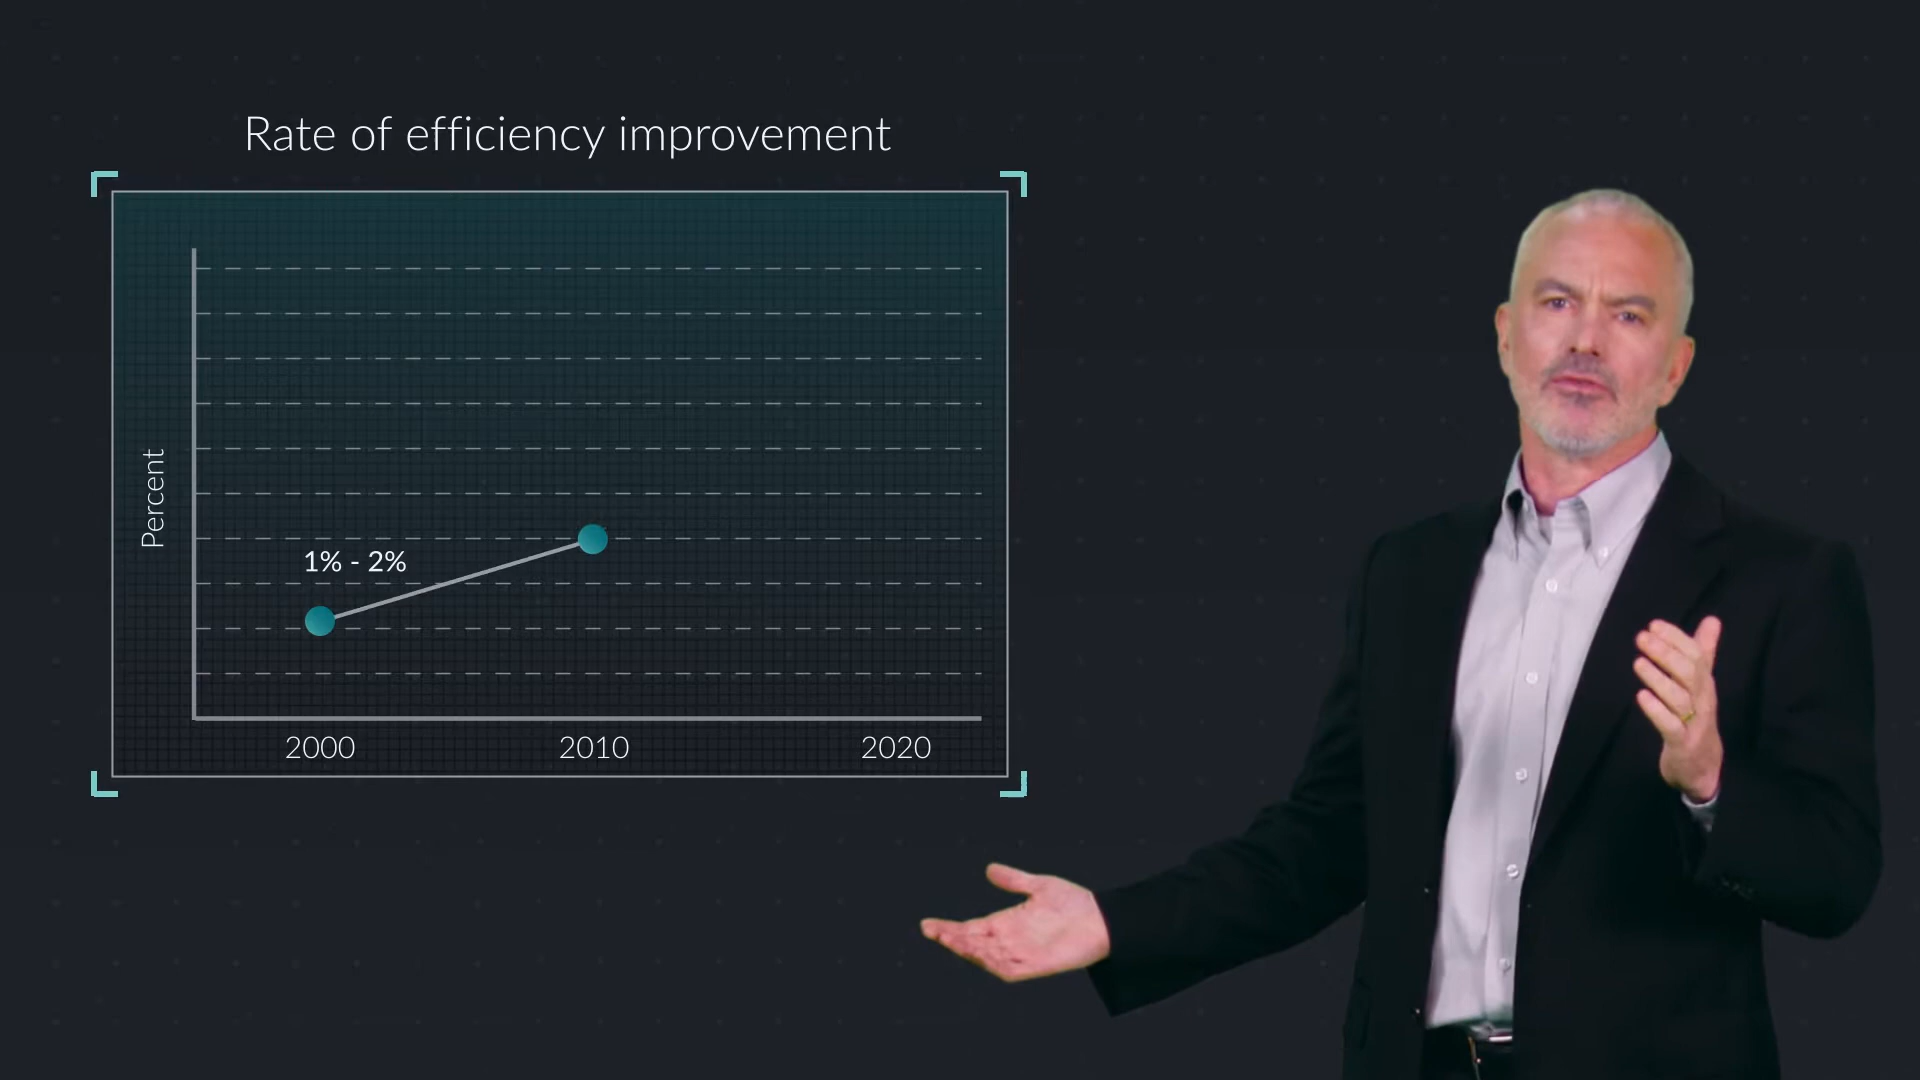 Rate of efficiency improvement
Percent
1% - 2%
2000 2010 2020